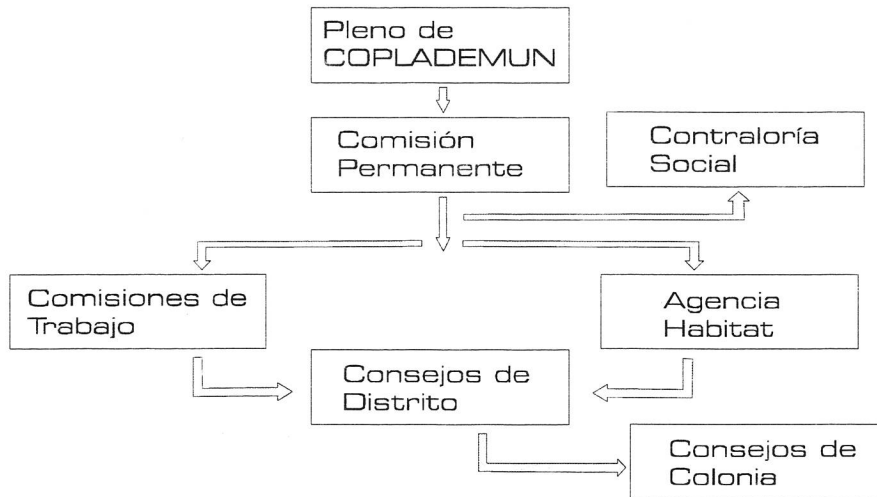 Pleno de
COPLADEMUN
Comisión
Permanente
Contraloría
Social
Comisiones de
Trabajo
Agencia
Habitat
Consejos de
Distrito
Consejos de
Colonia